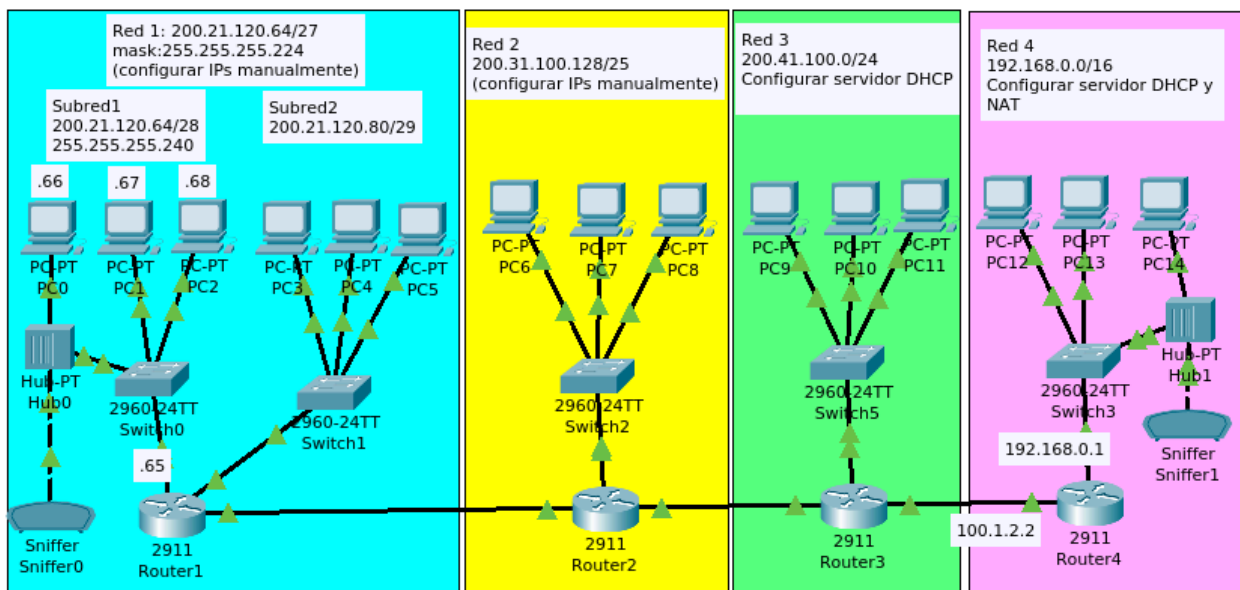 Red 1: 200.21.120.64/27
mask:255.255.255.224
(configurar IPs manualmente)
Subred1
200.21.120.64/28
255.255.255.240
Subred2
200.21.120.80/29
.66
.67
.68
PC-PT
PC0
PC-PT
PC1
PC-PT
PC2
PC-PT
PC3
PC-PT
PC4
PC-PT
PC5
Hub-PT
Hub0
2960-24TT
Switch0
2960-24TT
Switch1
.65
Sniffer
Sniffer0
2911
Router1
Red 2
200.31.100.128/25
(configurar IPs manualmente)
PC-P
PC6
PC-PT
PC7
PC-PT
PC8
2960-24TT
Switch2
2911
Router2
Red 3
200.41.100.0/24
Configurar servidor DHCP
PC-PT
PC9
PC-PT
PC10
PC-PT
PC11
2960-24TT
Switch5
2911
Router3
Red 4
192.168.0.0/16
Configurar servidor DHCP y
NAT
PC-P
PC12
PC-PT
PC13
PC-PT
PC14
Hub-PT
Hub1
2960-24TT
Switch3
192.168.0.1
Sniffer
Sniffer1
100.1.2.2
2911
Router4